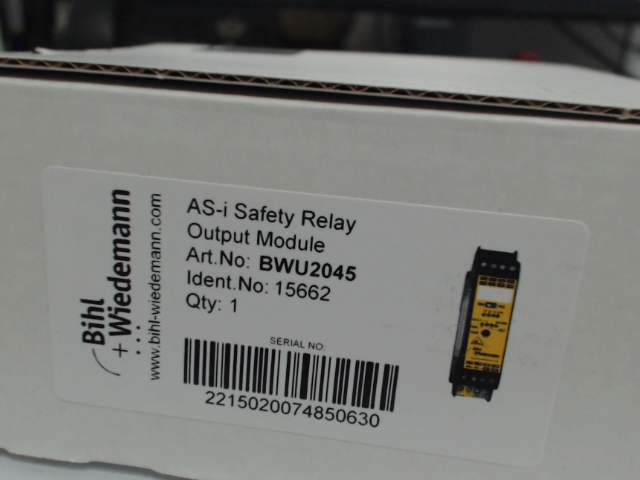 Bihl
+ Wiedemann
www.bihl-wiedemann.com
AS-i Safety Relay
Output Module
Art.No: BWU2045
Ident.No: 15662
Qty: 1
SERIAL NO:
2215020074850630